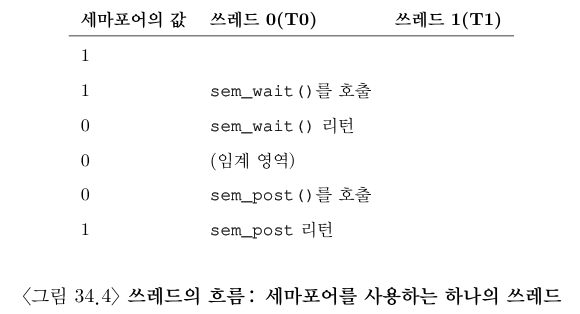 세마포어의 값 쓰레드 0(T0) 쓰레드 1(T1)
1
1 sem_wait()를 호출
0 sem_wait() 리턴
0 (임계 영역)
0 sem_post()를 호출
1 sem_post 리턴
〈그림 34.4〉 쓰레드의 흐름: 세마포어를 사용하는 하나의 쓰레드